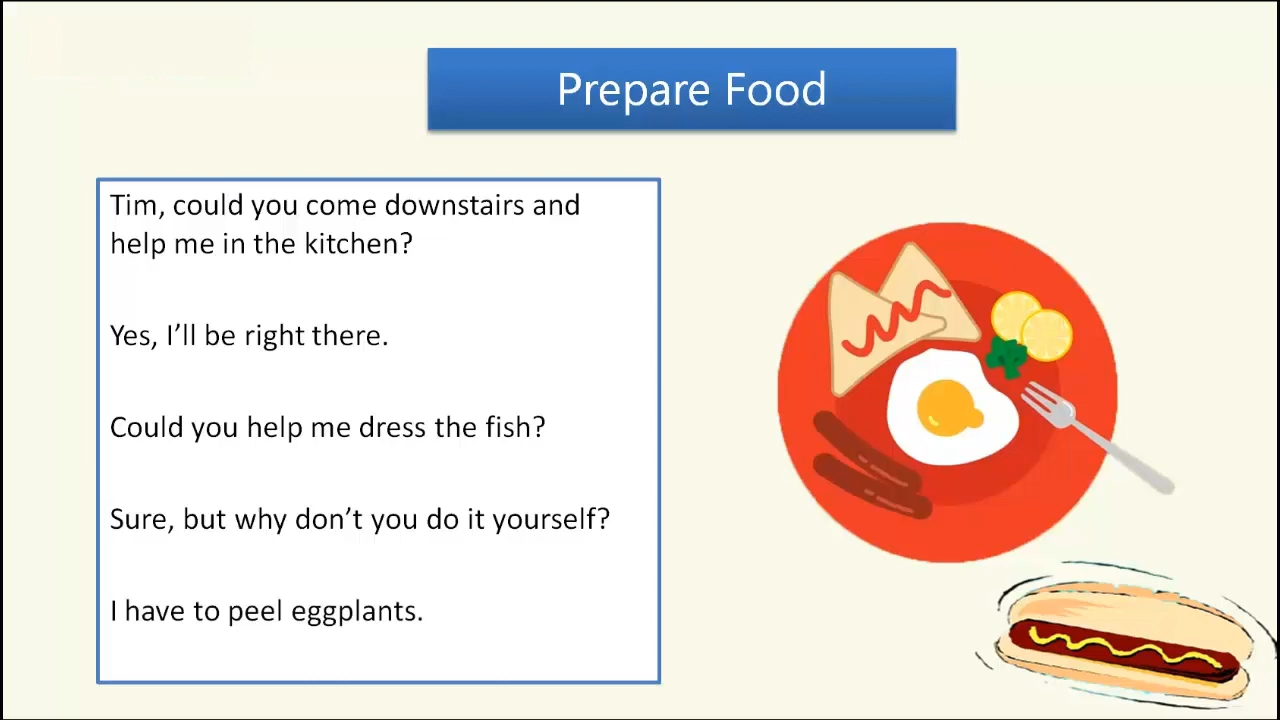 Prepare Food
Tim, could you come downstairs and
help me in the kitchen?
Yes, I’ll be right there.
Could you help me dress the fish?
Sure, but why don’t you do it yourself?
I have to peel eggplants.